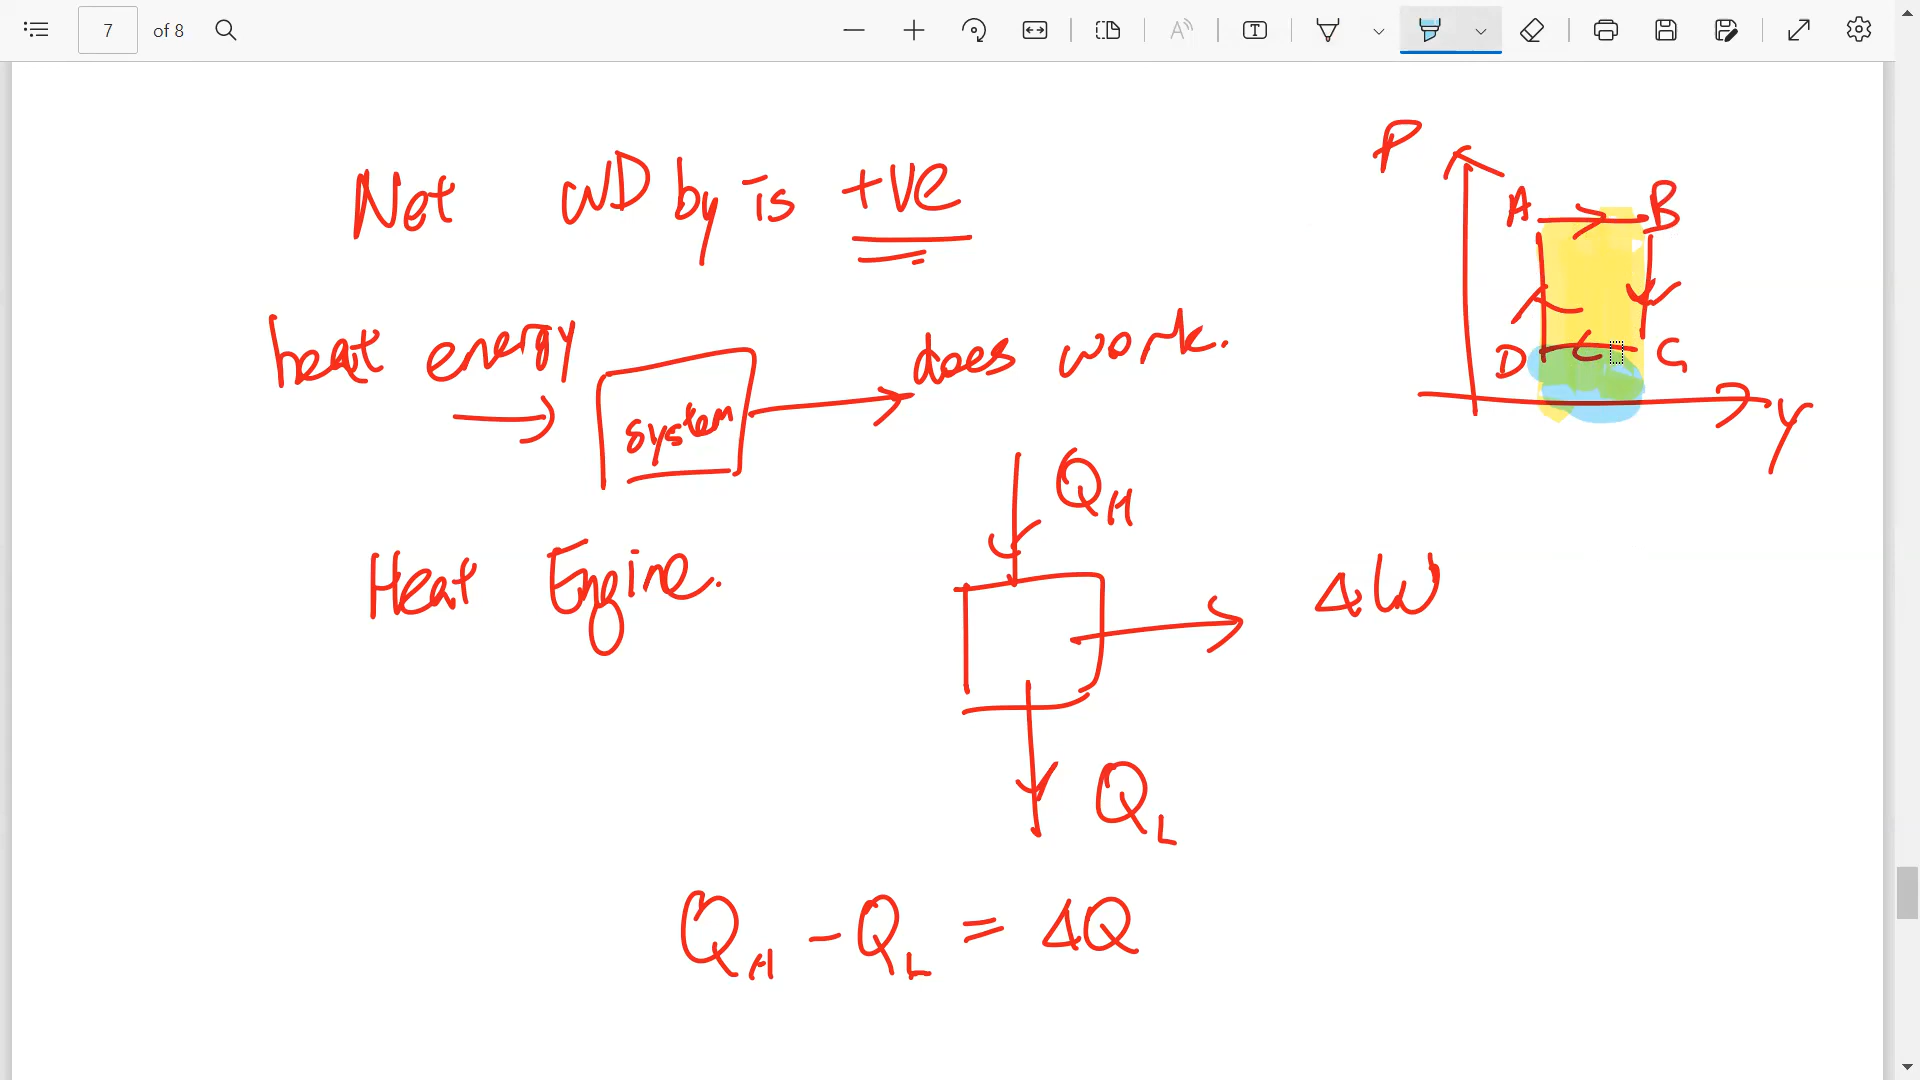 7 of 8
P
Net WD by is +ve
A B
heat energy
does work.
system
D C
V
QH
Heat Engine.
ΔW
QL
QH - QL = ΔQ